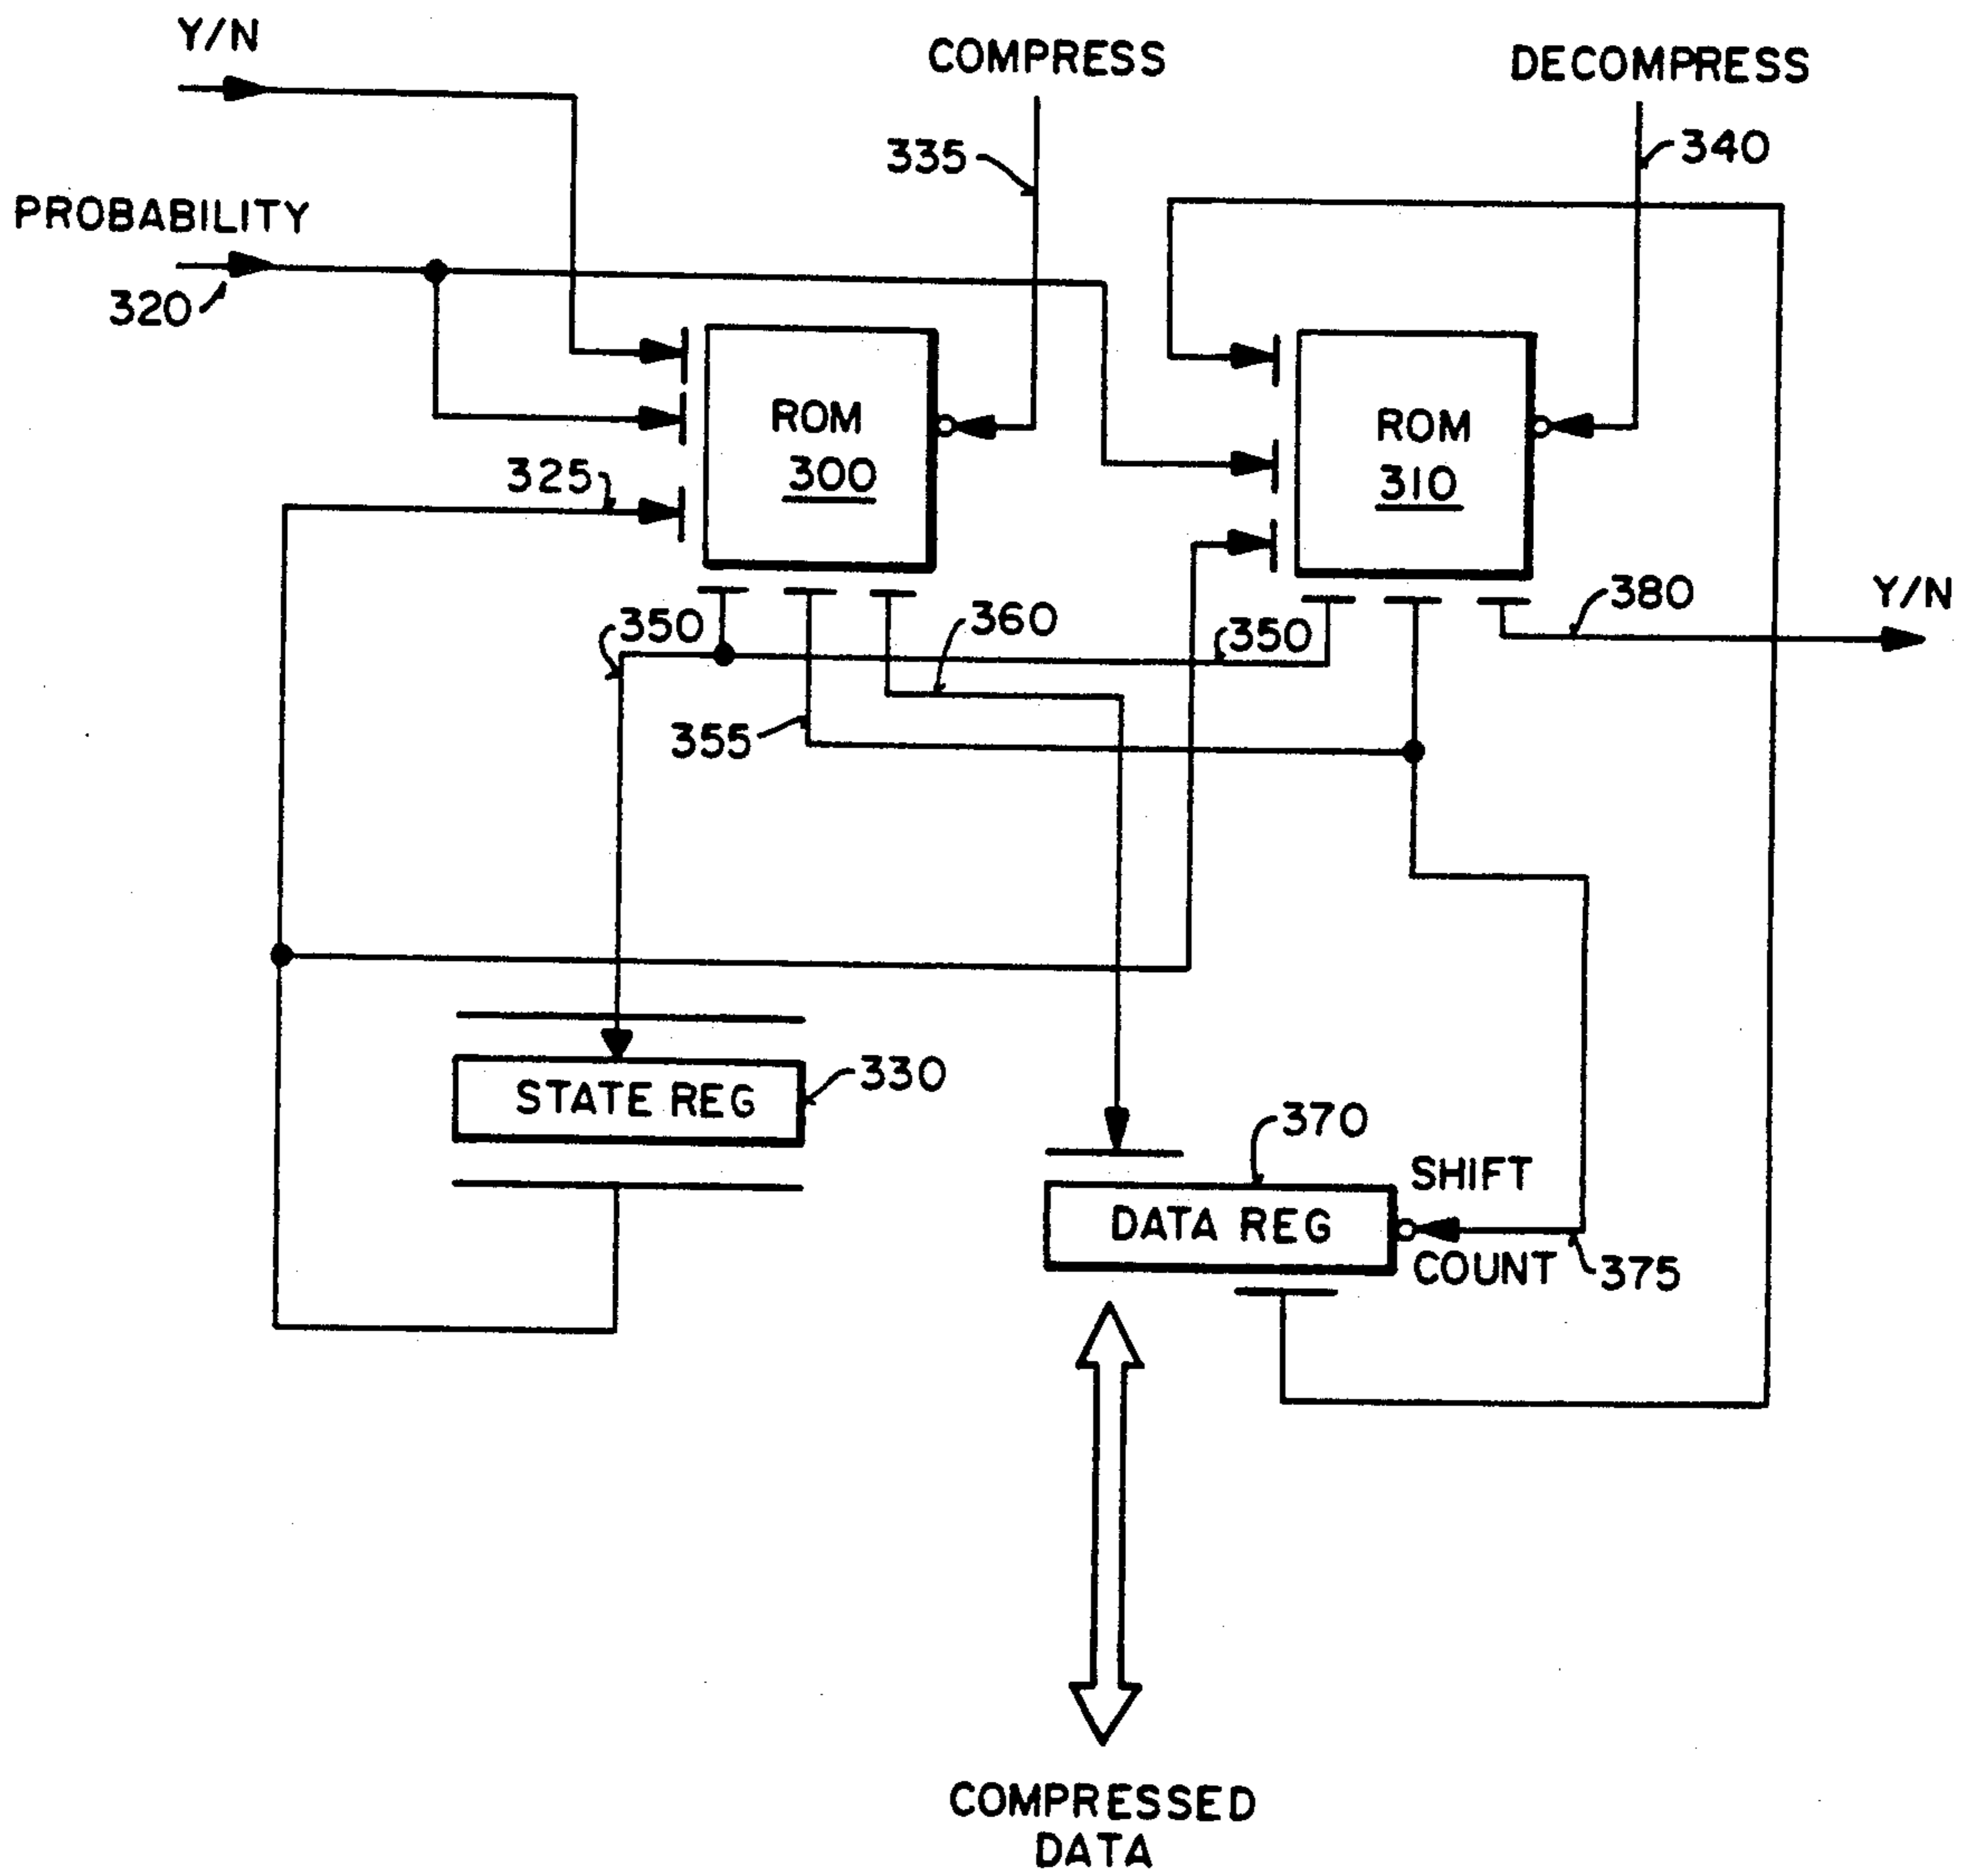 Y/N
COMPRESS
DECOMPRESS
335
340
PROBABILITY
320
ROM
300
ROM
310
325
350
360
350
380
Y/N
355
STATE REG
330
370
SHIFT
DATA REG
COUNT
375
COMPRESSED
DATA